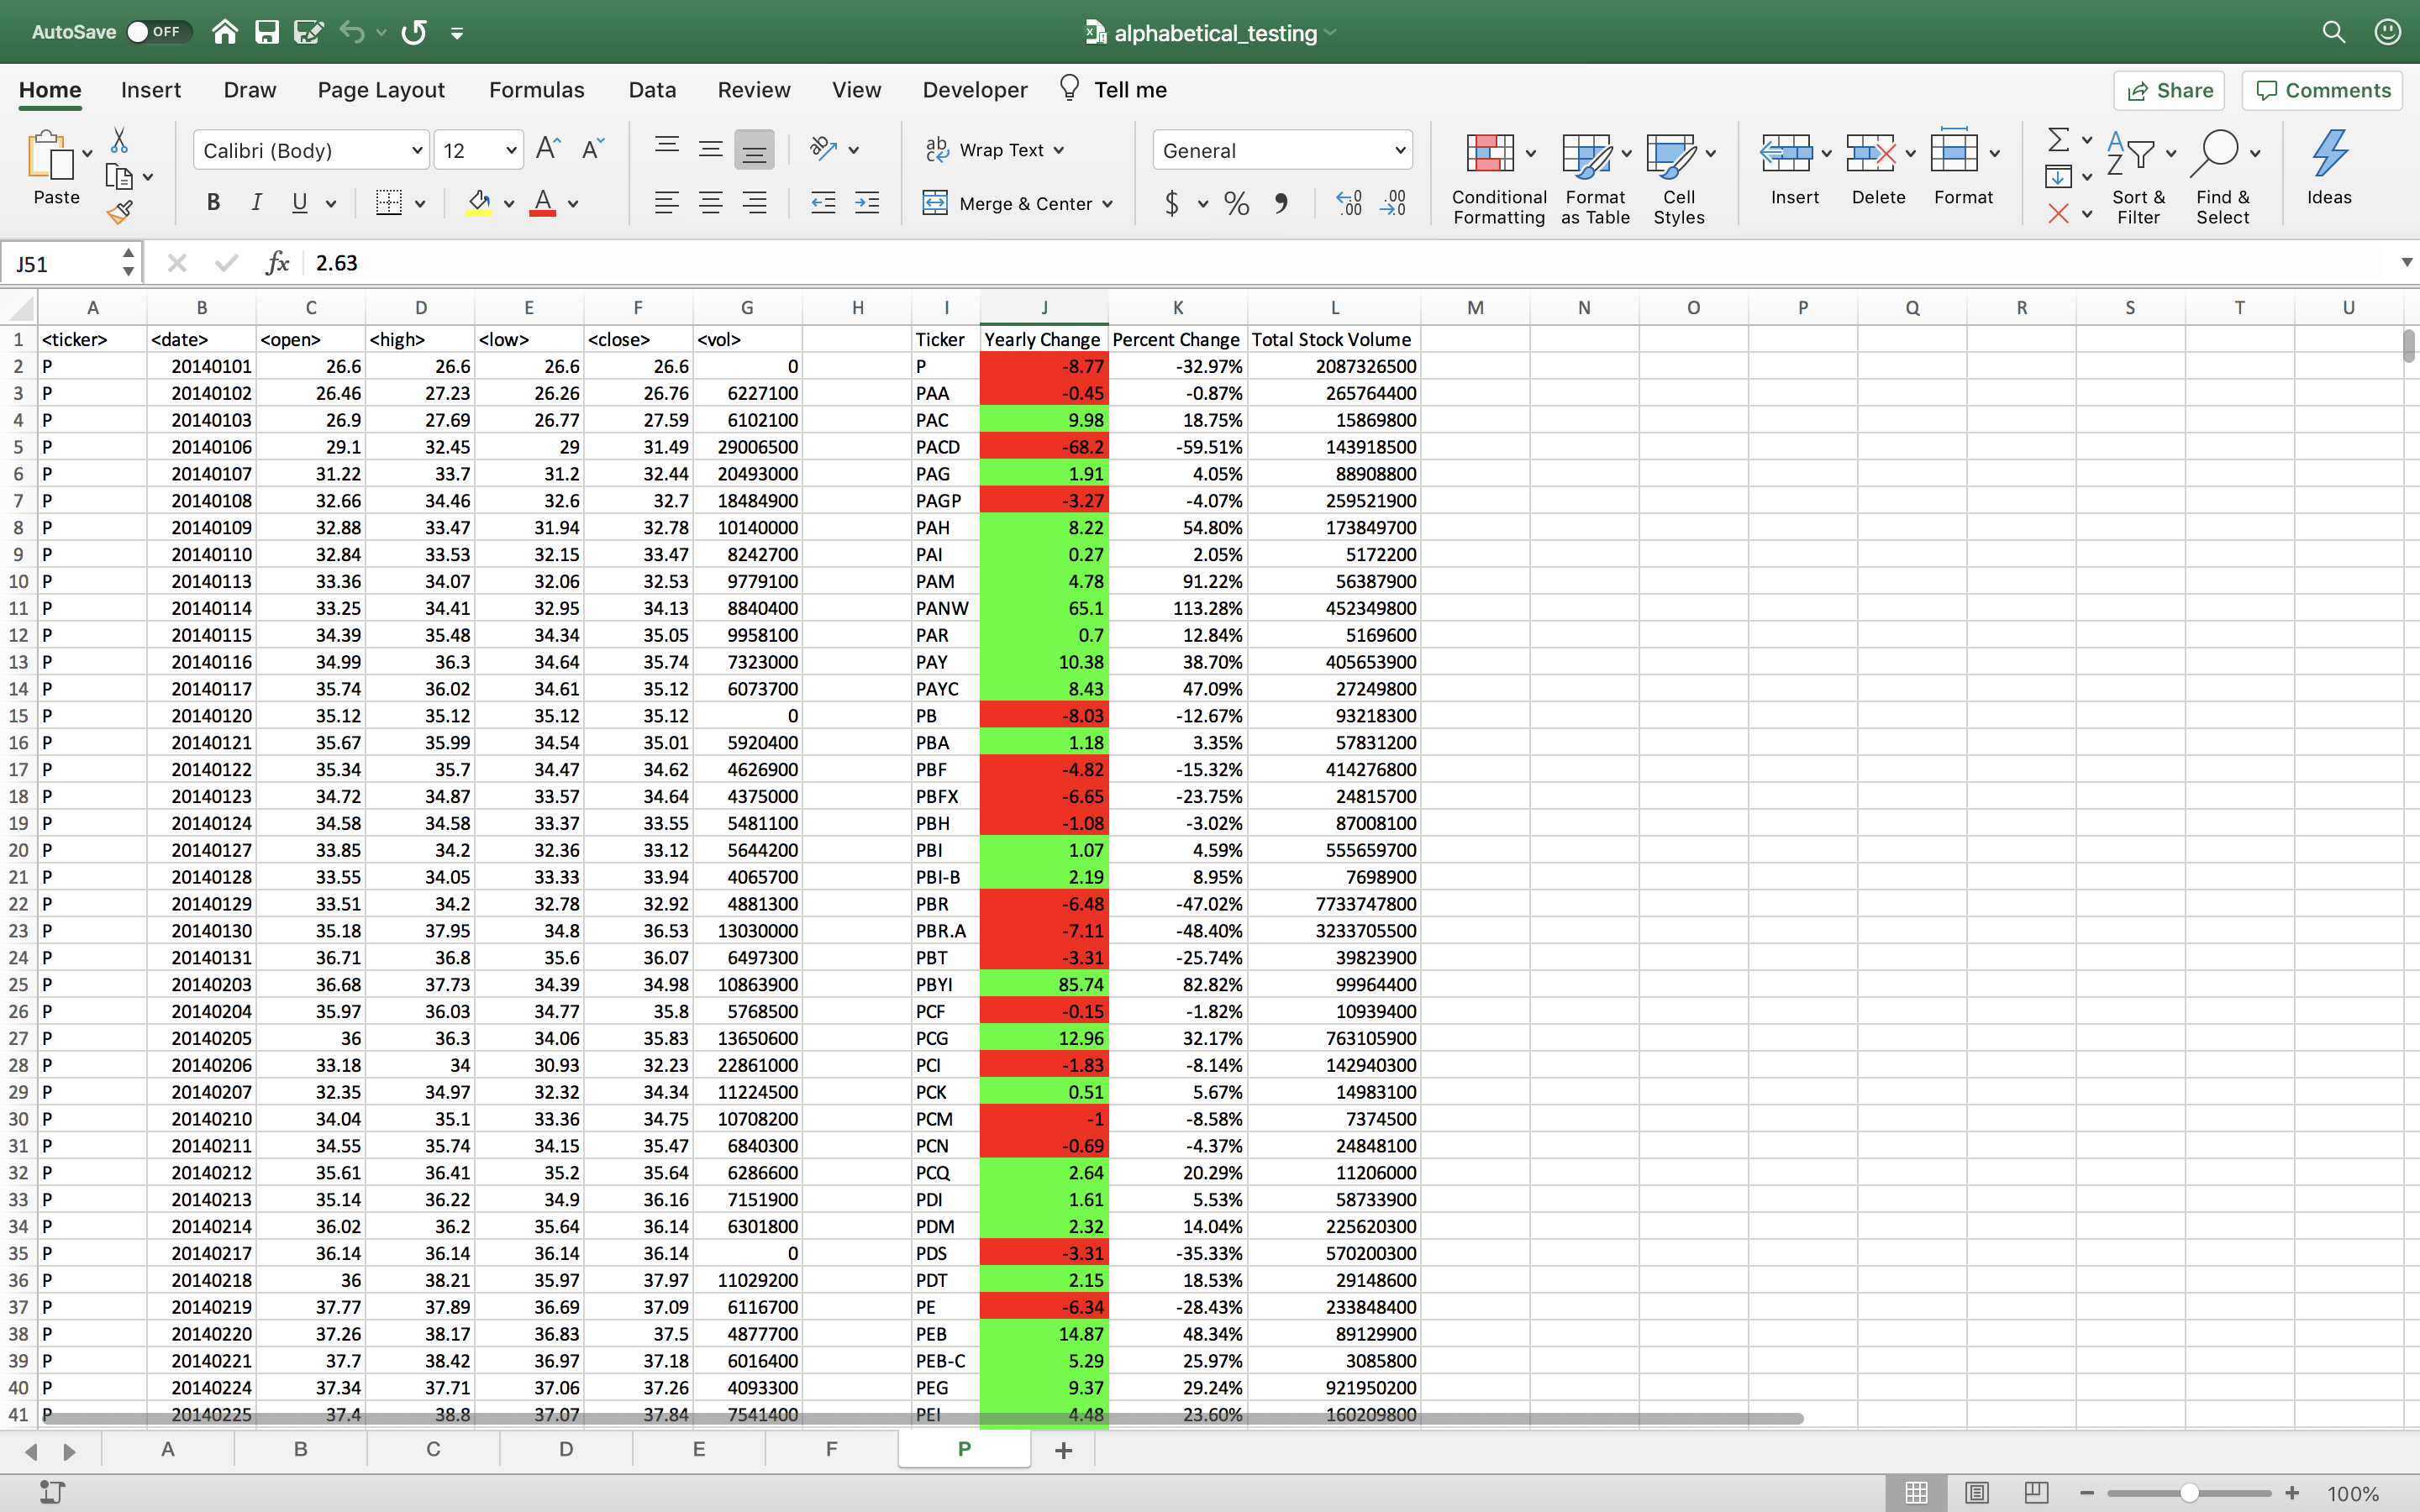 AutoSave OFF alphabetical_testing
Home Insert Draw Page Layout Formulas Data Review View Developer Tell me Share Comments
Paste Calibri (Body) 12 Wrap Text General Conditional Formatting Format as Table Cell Styles Insert Delete Format Sort & Filter Find & Select Ideas
B I U Merge & Center $ %
J51 fx 2.63
A B C D E F G H I J K L M N O P Q R S T U
1 <ticker> <date> <open> <high> <low> <close> <vol> Ticker Yearly Change Percent Change Total Stock Volume
2 P 20140101 26.6 26.6 26.6 26.6 0 P -8.77 -32.97% 2087326500
3 P 20140102 26.46 27.23 26.26 26.76 6227100 PAA -0.45 -0.87% 265764400
4 P 20140103 26.9 27.69 26.77 27.59 6102100 PAC 9.98 18.75% 15869800
5 P 20140106 29.1 32.45 29 31.49 29006500 PACD -68.2 -59.51% 143918500
6 P 20140107 31.22 33.7 31.2 32.44 20493000 PAG 1.91 4.05% 88908800
7 P 20140108 32.66 34.46 32.6 32.7 18484900 PAGP -3.27 -4.07% 259521900
8 P 20140109 32.88 33.47 31.94 32.78 10140000 PAH 8.22 54.80% 173849700
9 P 20140110 32.84 33.53 32.15 33.47 8242700 PAI 0.27 2.05% 5172200
10 P 20140113 33.36 34.07 32.06 32.53 9779100 PAM 4.78 91.22% 56387900
11 P 20140114 33.25 34.41 32.95 34.13 8840400 PANW 65.1 113.28% 452349800
12 P 20140115 34.39 35.48 34.34 35.05 9958100 PAR 0.7 12.84% 5169600
13 P 20140116 34.99 36.3 34.64 35.74 7323000 PAY 10.38 38.70% 405653900
14 P 20140117 35.74 36.02 34.61 35.12 6073700 PAYC 8.43 47.09% 27249800
15 P 20140120 35.12 35.12 35.12 35.12 0 PB -8.03 -12.67% 93218300
16 P 20140121 35.67 35.99 34.54 35.01 5920400 PBA 1.18 3.35% 57831200
17 P 20140122 35.34 35.7 34.47 34.62 4626900 PBF -4.82 -15.32% 414276800
18 P 20140123 34.72 34.87 33.57 34.64 4375000 PBFX -6.65 -23.75% 24815700
19 P 20140124 34.58 34.58 33.37 33.55 5481100 PBH -1.08 -3.02% 87008100
20 P 20140127 33.85 34.2 32.36 33.12 5644200 PBI 1.07 4.59% 555659700
21 P 20140128 33.55 34.05 33.33 33.94 4065700 PBI-B 2.19 8.95% 7698900
22 P 20140129 33.51 34.2 32.78 32.92 4881300 PBR -6.48 -47.02% 7733747800
23 P 20140130 35.18 37.95 34.8 36.53 13030000 PBR.A -7.11 -48.40% 3233705500
24 P 20140131 36.71 36.8 35.6 36.07 6497300 PBT -3.31 -25.74% 39823900
25 P 20140203 36.68 37.73 34.39 34.98 10863900 PBYI 85.74 82.82% 99964400
26 P 20140204 35.97 36.03 34.77 35.8 5768500 PCF -0.15 -1.82% 10939400
27 P 20140205 36 36.3 34.06 35.83 13650600 PCG 12.96 32.17% 763105900
28 P 20140206 33.18 34 30.93 32.23 22861000 PCI -1.83 -8.14% 142940300
29 P 20140207 32.35 34.97 32.32 34.34 11224500 PCK 0.51 5.67% 14983100
30 P 20140210 34.04 35.1 33.36 34.75 10708200 PCM -1 -8.58% 7374500
31 P 20140211 34.55 35.74 34.15 35.47 6840300 PCN -0.69 -4.37% 24848100
32 P 20140212 35.61 36.41 35.2 35.64 6286600 PCQ 2.64 20.29% 11206000
33 P 20140213 35.14 36.22 34.9 36.16 7151900 PDI 1.61 5.53% 58733900
34 P 20140214 36.02 36.2 35.64 36.14 6301800 PDM 2.32 14.04% 225620300
35 P 20140217 36.14 36.14 36.14 36.14 0 PDS -3.31 -35.33% 570200300
36 P 20140218 36 38.21 35.97 37.97 11029200 PDT 2.15 18.53% 29148600
37 P 20140219 37.77 37.89 36.69 37.09 6116700 PE -6.34 -28.43% 233848400
38 P 20140220 37.26 38.17 36.83 37.5 4877700 PEB 14.87 48.34% 89129900
39 P 20140221 37.7 38.42 36.97 37.18 6016400 PEB-C 5.29 25.97% 3085800
40 P 20140224 37.34 37.71 37.06 37.26 4093300 PEG 9.37 29.24% 921950200
41 P 20140225 37.4 38.8 37.07 37.84 7541400 PEI 4.48 23.60% 160209800
A B C D E F P +
100%